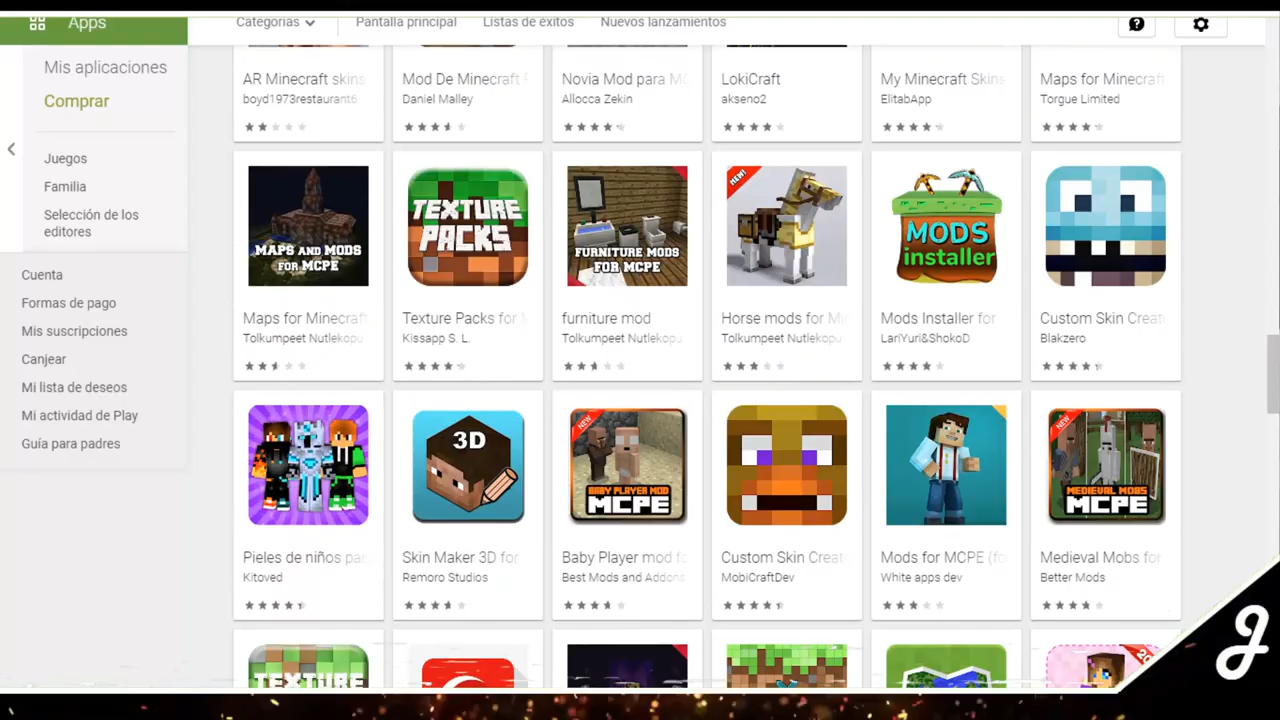 Apps
Categorías
Pantalla principal
Listas de éxitos
Nuevos lanzamientos
Mis aplicaciones
Comprar
Juegos
Familia
Selección de los
editores
Cuenta
Formas de pago
Mis suscripciones
Canjear
Mi lista de deseos
Mi actividad de Play
Guía para padres
AR Minecraft skins
boyd1973restaurant6
Mod De Minecraft
Daniel Malley
Novia Mod para
Allocca Zekin
LokiCraft
akseno2
My Minecraft Skins
ElitabApp
Maps for Minecraft
Torgue Limited
MAPS AND MODS
FOR MCPE
Maps for Minecraft
Tolkumpeet Nutlekopu
TEXTURE
PACKS
Texture Packs for
Kissapp S. L.
FURNITURE MODS
FOR MCPE
furniture mod
Tolkumpeet Nutlekopu
NEW!
Horse mods for
Tolkumpeet Nutlekopu
MODS
installer
Mods Installer for
LariYuri&ShokoD
Custom Skin Creat
Blakzero
Pieles de niños
Kitoved
3D
Skin Maker 3D for
Remoro Studios
NEW
BABY PLAYER MOD
MCPE
Baby Player mod
Best Mods and Addons
Custom Skin Creat
MobiCraftDev
Mods for MCPE
White apps dev
NEW
MEDIEVAL MOBS
MCPE
Medieval Mobs for
Better Mods
TEXTURE
J